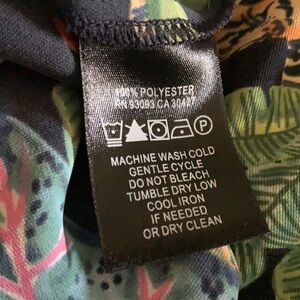 100% POLYESTER
RN 93093 CA 30427
MACHINE WASH COLD
GENTLE CYCLE
DO NOT BLEACH
TUMBLE DRY LOW
COOL IRON
IF NEEDED
OR DRY CLEAN